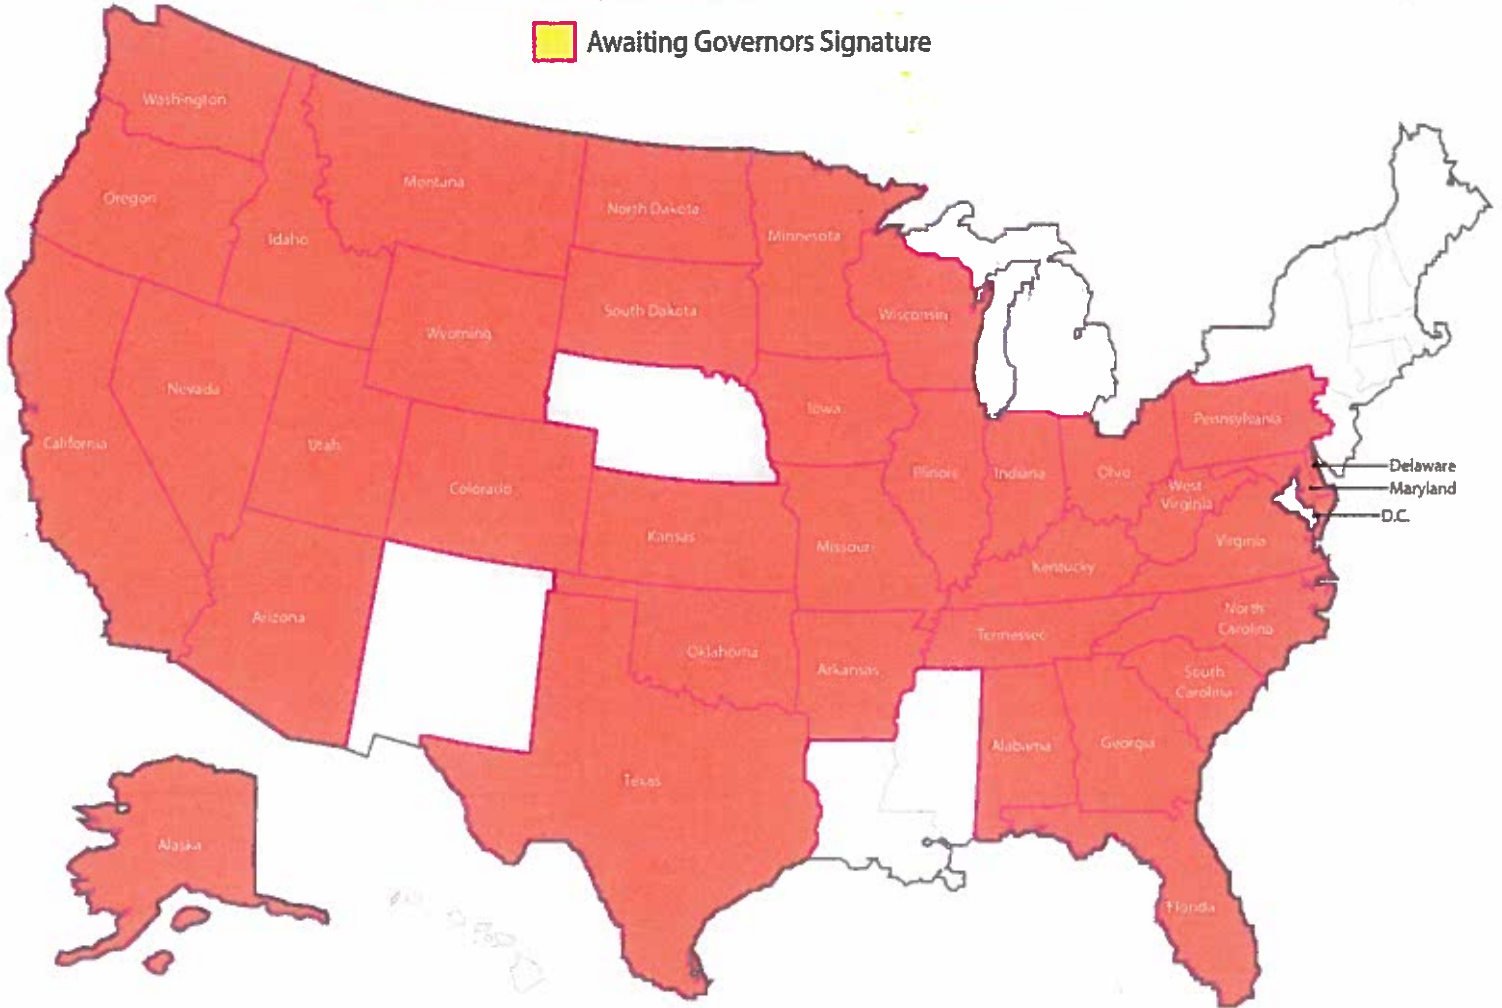 Awaiting Governors Signature
Washington
Montana
Oregon
North Dakota
Minnesota
Idaho
South Dakota
Wisconsin
Wyoming
Nevada
Iowa
Pennsylvania
California
Utah
Illinois
Indiana
Ohio
Delaware
Colorado
West
Virginia
Maryland
D.C.
Kansas
Missouri
Virginia
Kentucky
Arizona
North
Carolina
Tennessee
Oklahoma
Arkansas
South
Carolina
Alabama
Georgia
Texas
Alaska
Florida